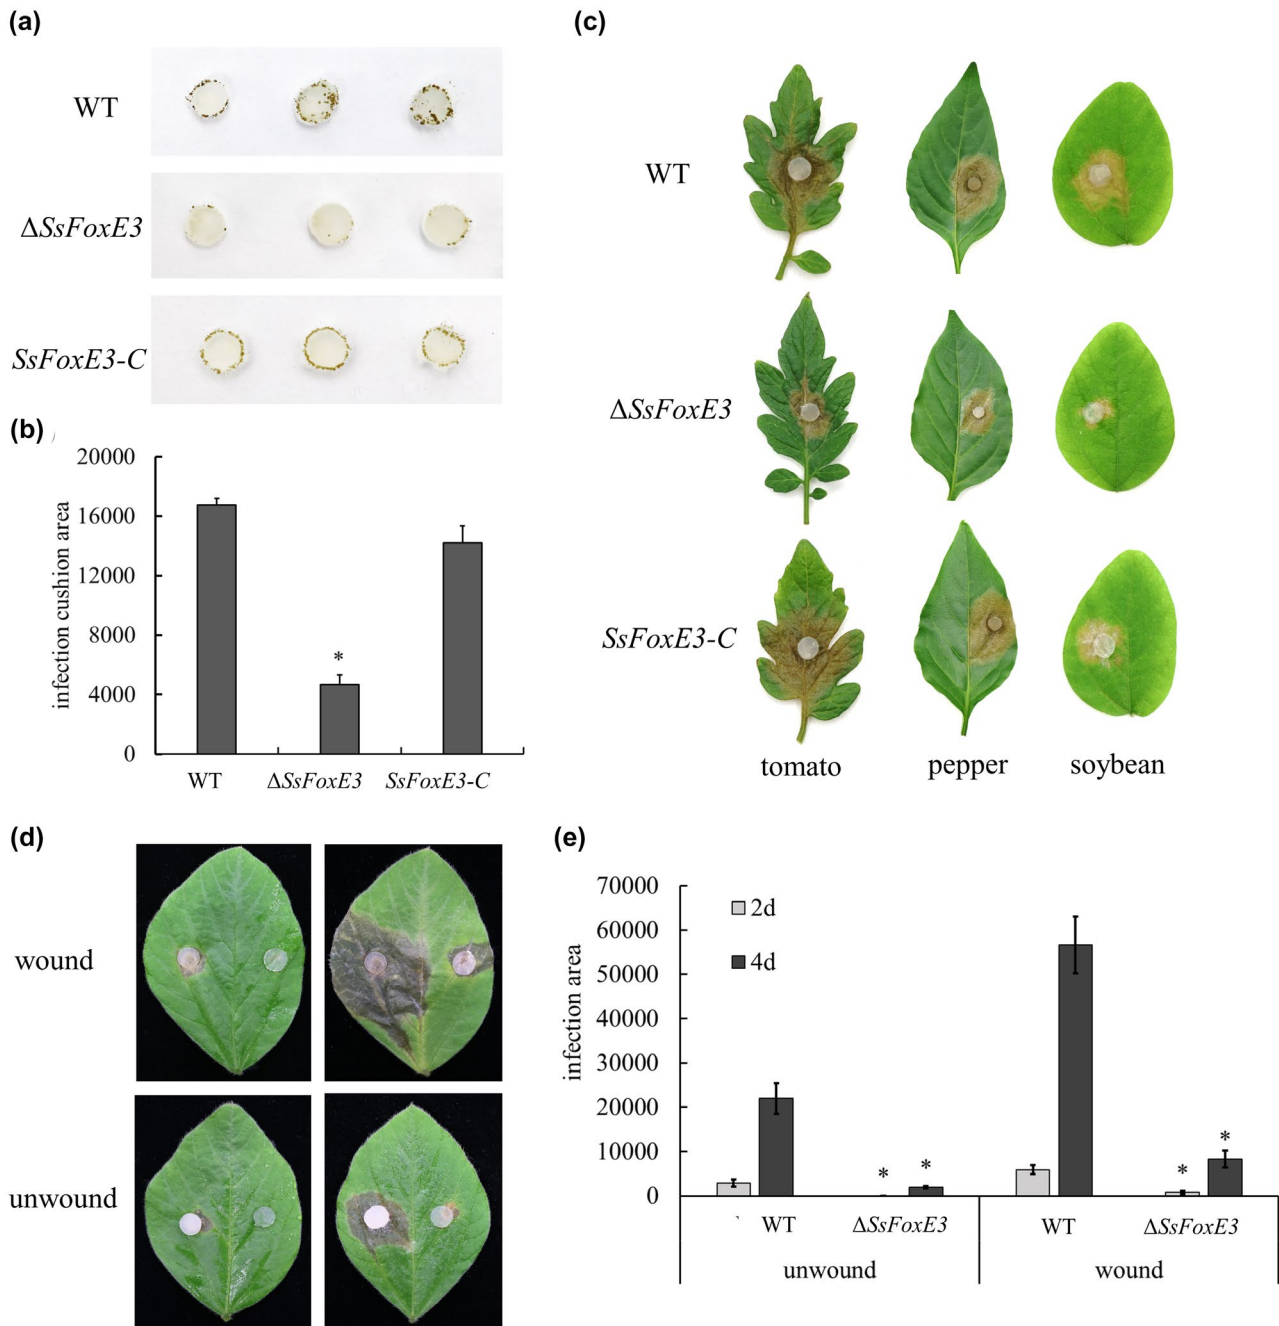 (a)
WT
ΔSsFoxE3
SsFoxE3-C
(b)
20000
16000
12000
8000
4000
0
infection cushion area
*
WT ΔSsFoxE3 SsFoxE3-C
(c)
WT
ΔSsFoxE3
SsFoxE3-C
tomato pepper soybean
(d)
wound
unwound
(e)
70000
60000
50000
40000
30000
20000
10000
0
infection area
2d
4d
* *
* *
WT ΔSsFoxE3 WT ΔSsFoxE3
unwound wound